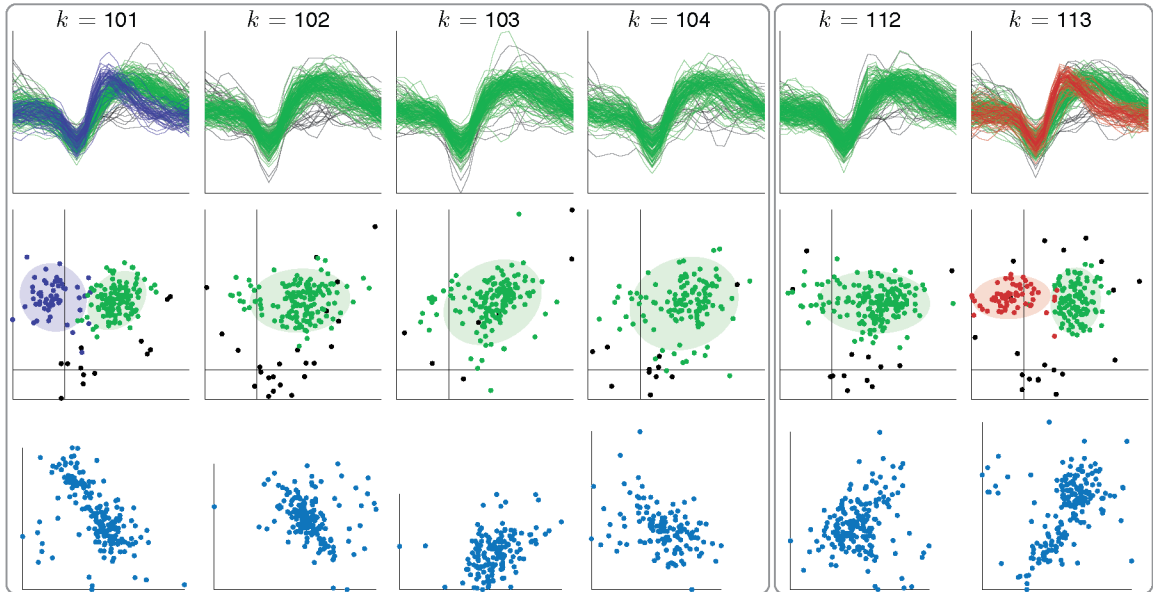 k = 101
k = 102
k = 103
k = 104
k = 112
k = 113